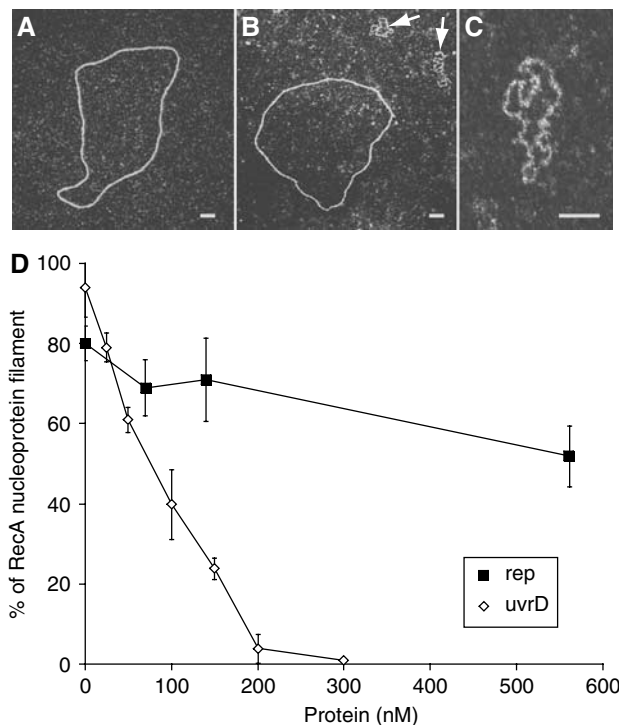 A
B
C
D
100
80
60
40
20
0
% of RecA nucleoprotein filament
rep
uvrD
0 100 200 300 400 500 600
Protein (nM)